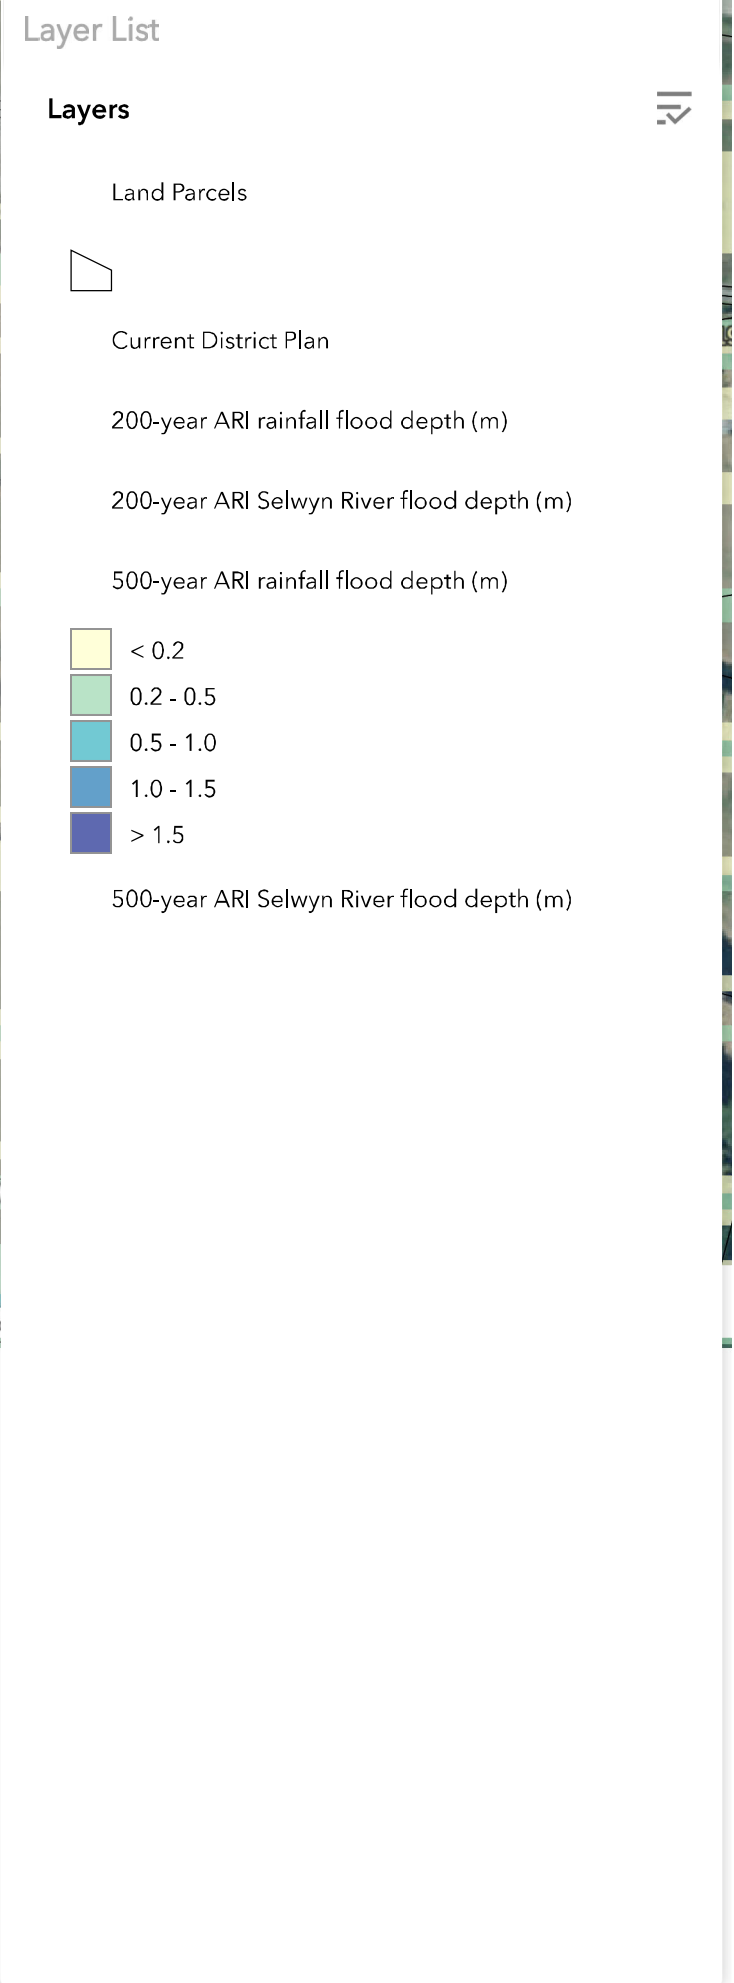 Layer List
Layers
Land Parcels
Current District Plan
200-year ARI rainfall flood depth (m)
200-year ARI Selwyn River flood depth (m)
500-year ARI rainfall flood depth (m)
< 0.2
0.2 - 0.5
0.5 - 1.0
1.0 - 1.5
> 1.5
500-year ARI Selwyn River flood depth (m)